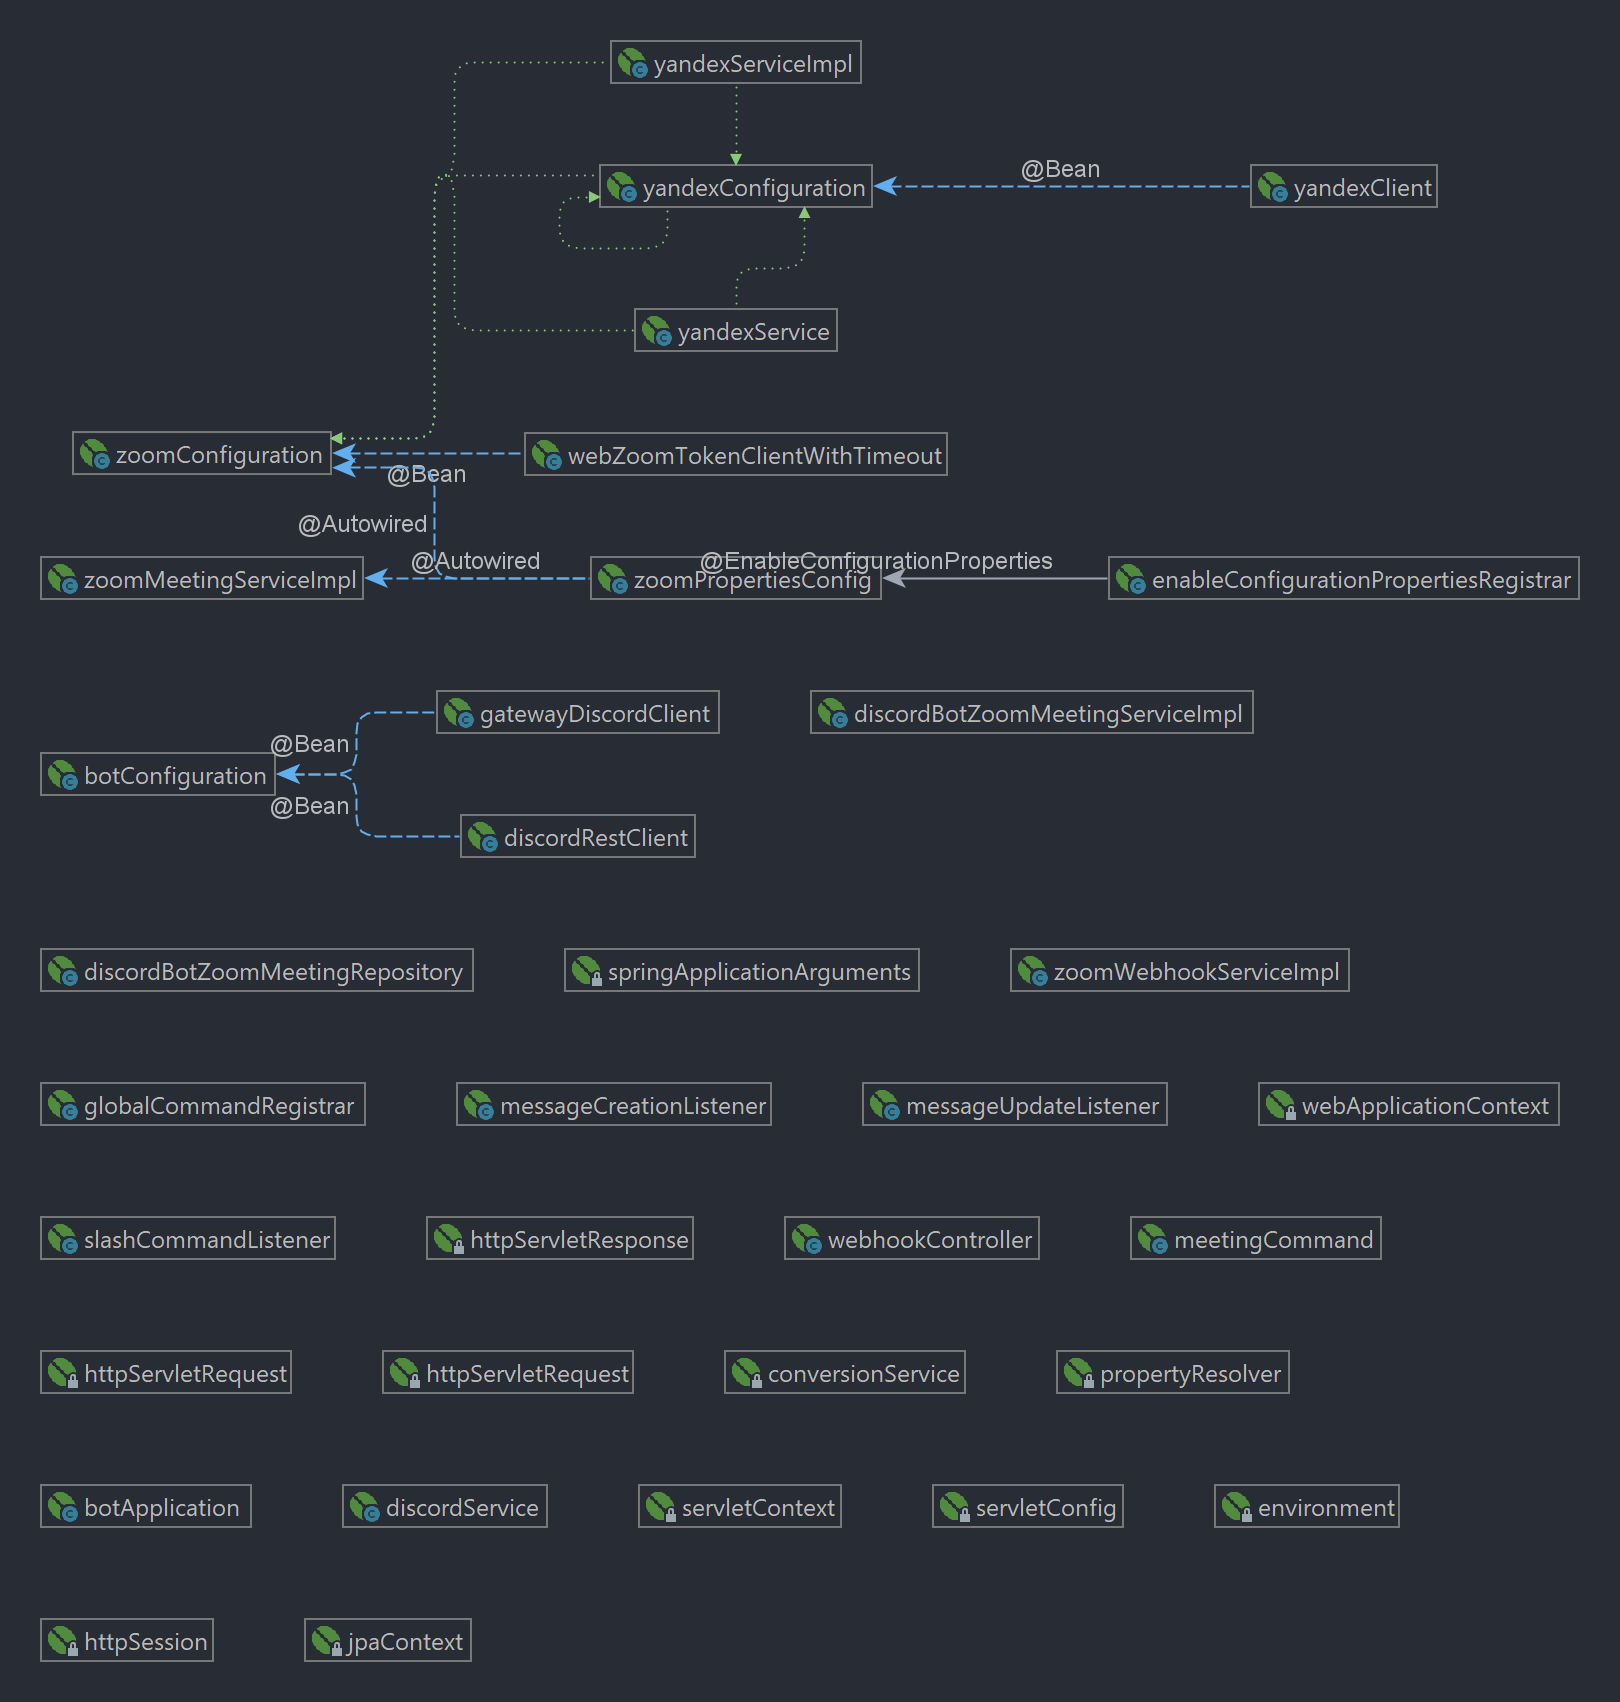 yandexServiceImpl
@Bean
yandexConfiguration
yandexClient
yandexService
zoomConfiguration
webZoomTokenClientWithTimeout
@Bean
@Autowired
@Autowired
@EnableConfigurationProperties
zoomMeetingServiceImpl
zoomPropertiesConfig
enableConfigurationPropertiesRegistrar
gatewayDiscordClient
discordBotZoomMeetingServiceImpl
@Bean
botConfiguration
@Bean
discordRestClient
discordBotZoomMeetingRepository
springApplicationArguments
zoomWebhookServiceImpl
globalCommandRegistrar
messageCreationListener
messageUpdateListener
webApplicationContext
slashCommandListener
httpServletResponse
webhookController
meetingCommand
httpServletRequest
httpServletRequest
conversionService
propertyResolver
botApplication
discordService
servletContext
servletConfig
environment
httpSession
jpaContext